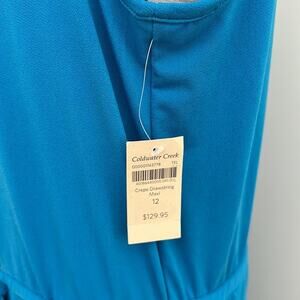 Coldwater Creek
Crepe Drawstring
Maxi
12
$129.95